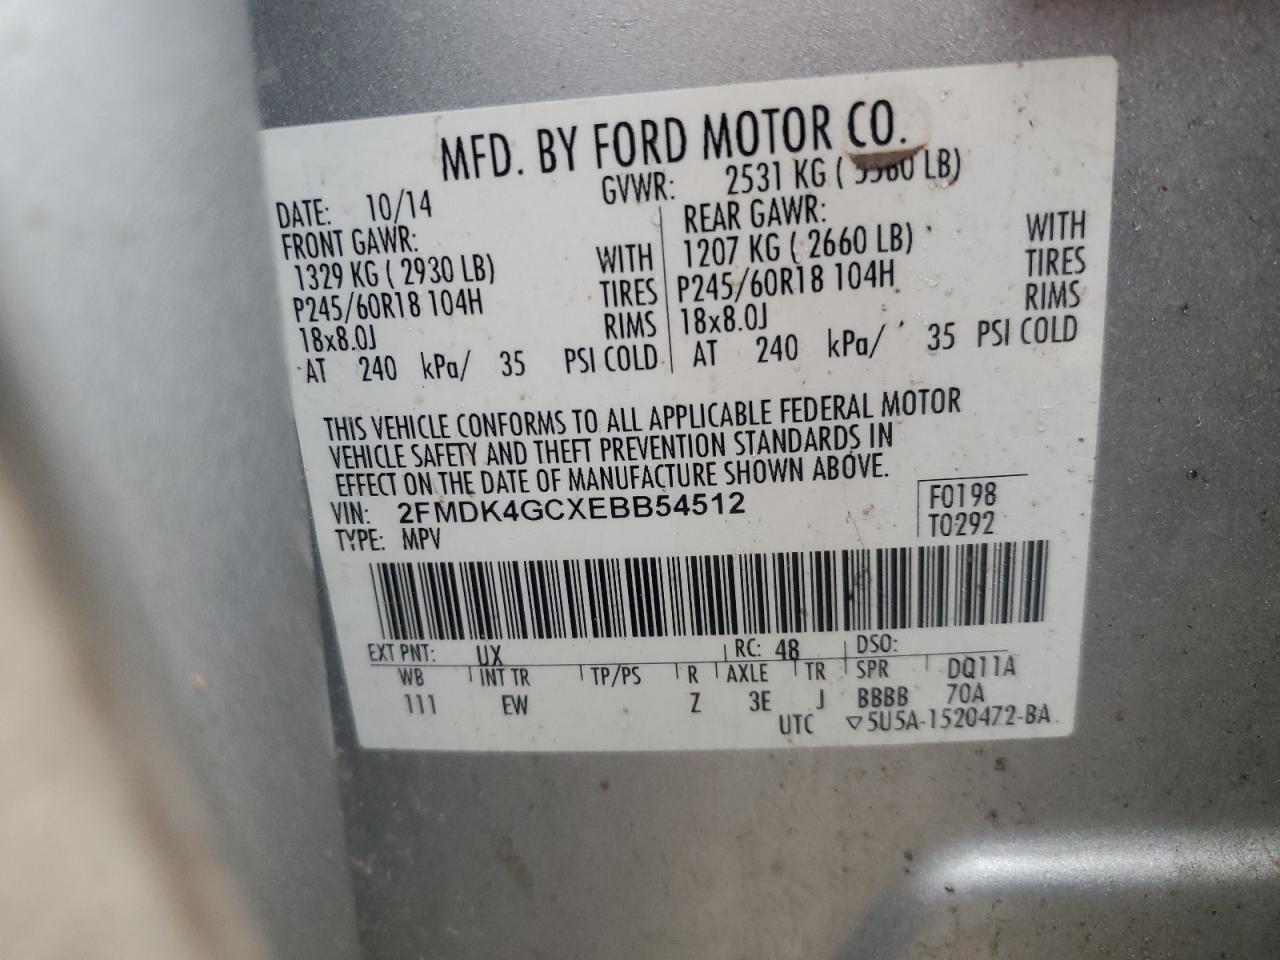 MFD. BY FORD MOTOR CO.
DATE: 10/14 GVWR: 2531 KG ( 5580 LB)
FRONT GAWR: REAR GAWR:
1329 KG ( 2930 LB) WITH 1207 KG ( 2660 LB) WITH
P245/60R18 104H TIRES P245/60R18 104H TIRES
18x8.0J RIMS 18x8.0J RIMS
AT 240 kPa/ 35 PSI COLD AT 240 kPa/ 35 PSI COLD
THIS VEHICLE CONFORMS TO ALL APPLICABLE FEDERAL MOTOR
VEHICLE SAFETY AND THEFT PREVENTION STANDARDS IN
EFFECT ON THE DATE OF MANUFACTURE SHOWN ABOVE.
VIN: 2FMDK4GCXEBB54512 F0198
TYPE: MPV T0292
EXT PNT: UX RC: 48 DSO:
WB INT TR TP/PS R AXLE TR SPR DQ11A
111 EW Z 3E J BBBB 70A
UTC ▽5U5A-1520472-BA